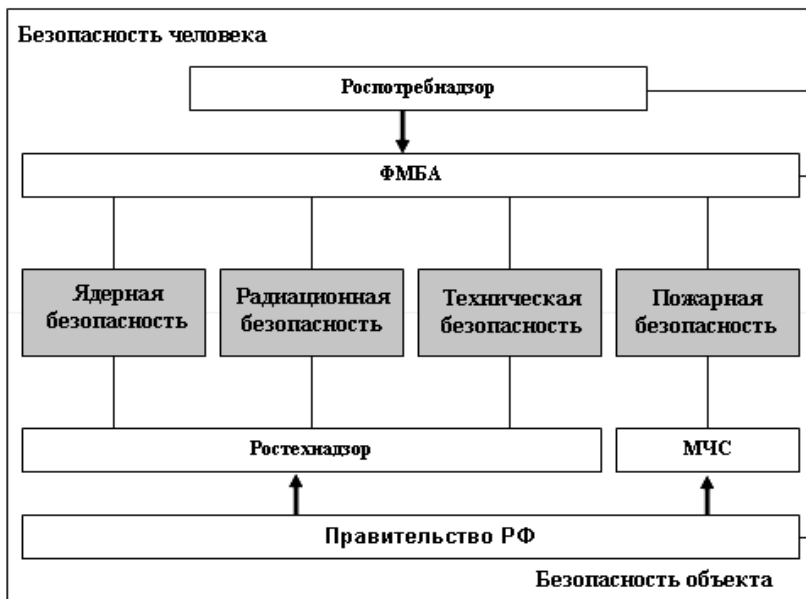 Безопасность человека
Роспотребнадзор
ФМБА
Ядерная
безопасность
Радиационная
безопасность
Техническая
безопасность
Пожарная
безопасность
Ростехнадзор
МЧС
Правительство РФ
Безопасность объекта